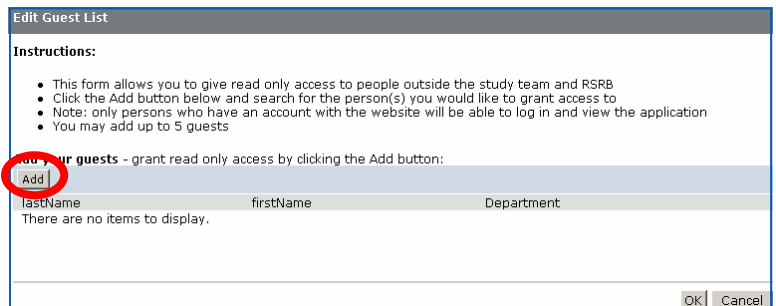 Edit Guest List
Instructions:
• This form allows you to give read only access to people outside the study team and RSRB
• Click the Add button below and search for the person(s) you would like to grant access to
• Note: only persons who have an account with the website will be able to log in and view the application
• You may add up to 5 guests
Add your guests - grant read only access by clicking the Add button:
Add
lastName firstName Department
There are no items to display.
OK Cancel